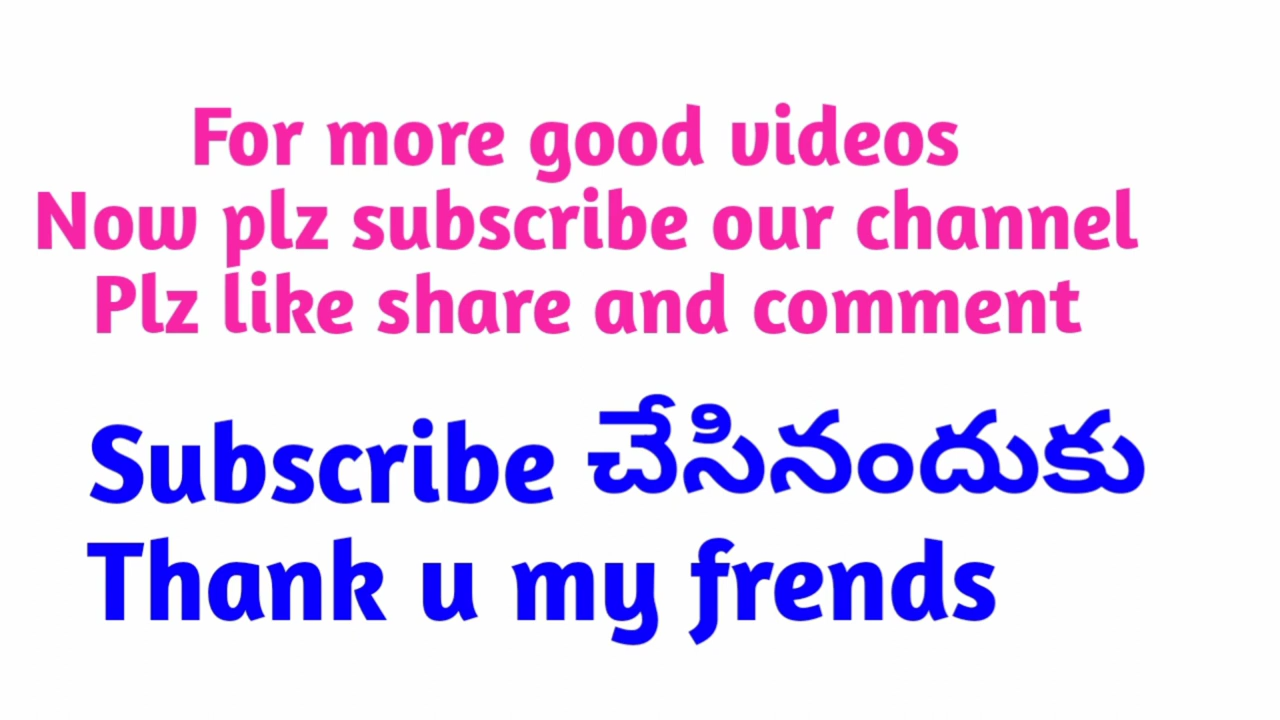 For more good videos
Now plz subscribe our channel
Plz like share and comment
Subscribe చేసినందుకు
Thank u my frends